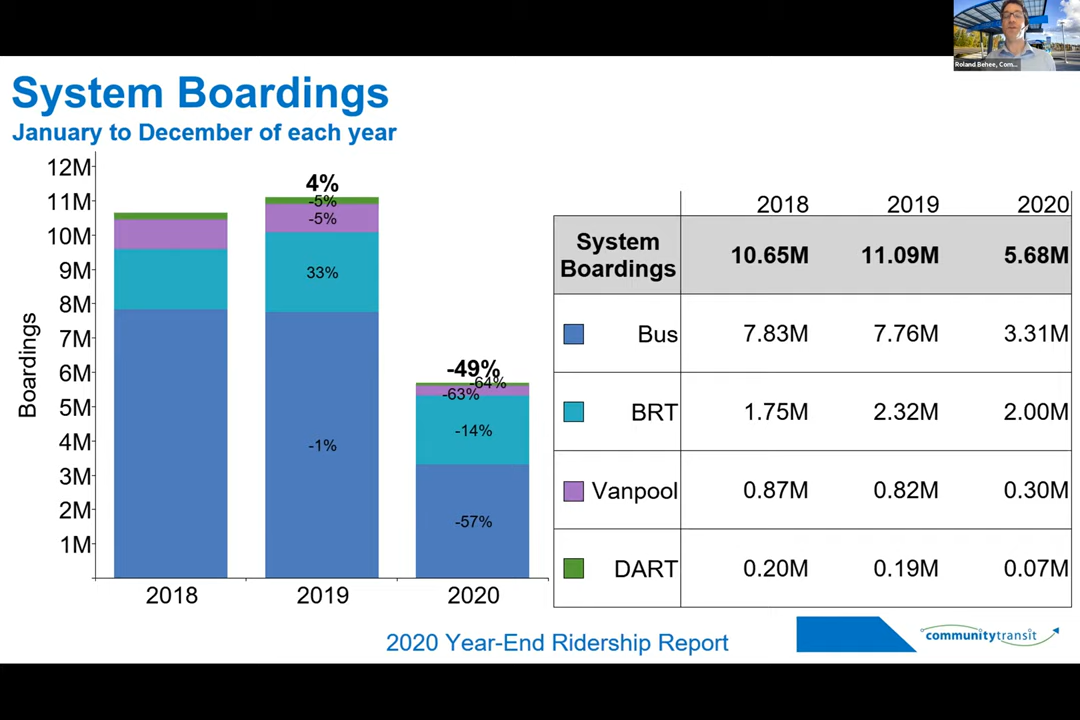 Roland Behee, Com...
System Boardings
January to December of each year
12M
11M
10M
9M
8M
7M
6M
5M
4M
3M
2M
1M
Boardings
4%
-5%
-5%
33%
-1%
-49%
-64%
-63%
-14%
-57%
2018 2019 2020
2018 2019 2020
System Boardings 10.65M 11.09M 5.68M
Bus 7.83M 7.76M 3.31M
BRT 1.75M 2.32M 2.00M
Vanpool 0.87M 0.82M 0.30M
DART 0.20M 0.19M 0.07M
2020 Year-End Ridership Report
communitytransit